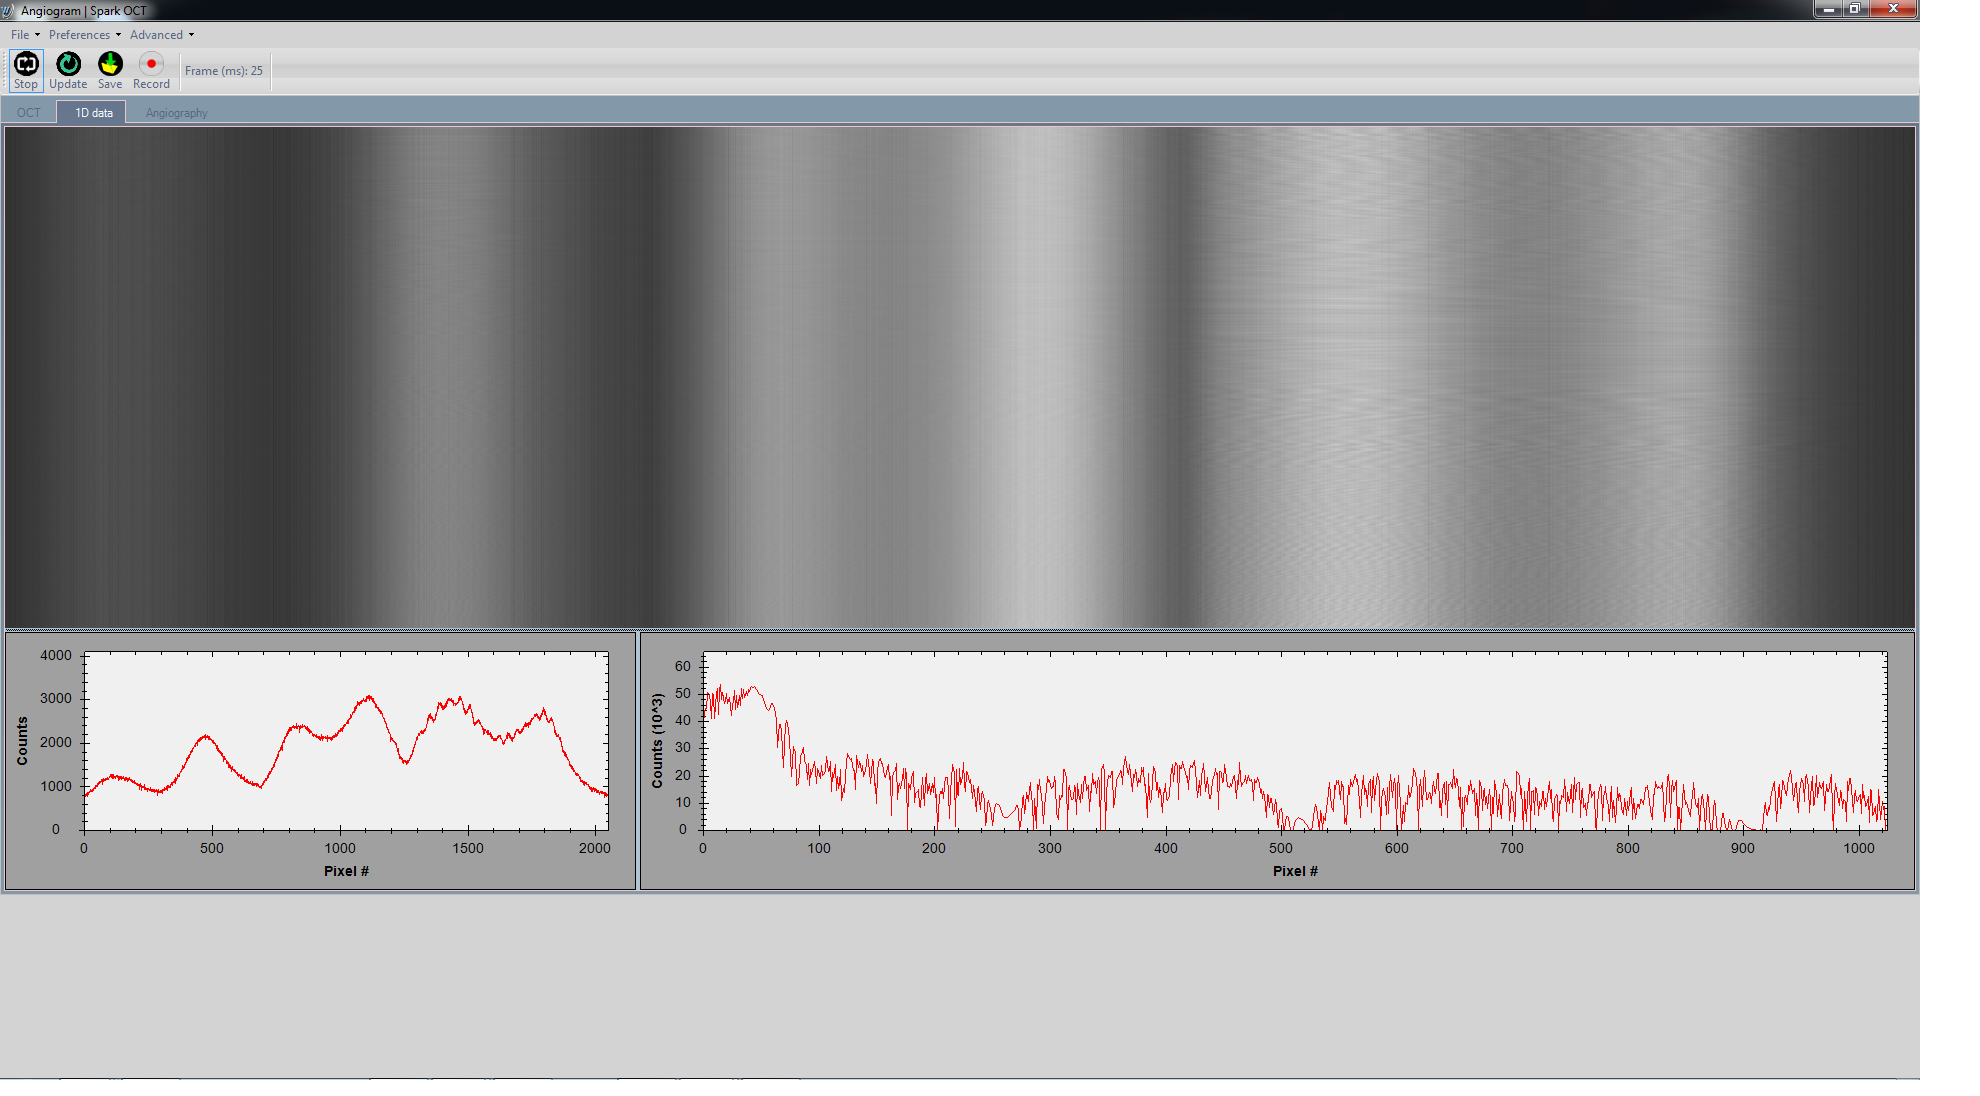 Angiogram | Spark OCT
File Preferences Advanced
Stop Update Save Record Frame (ms): 25
OCT 1D data Angiography
4000
3000
2000
1000
0
Counts
0 500 1000 1500 2000
Pixel #
60
50
40
30
20
10
0
Counts (10^3)
0 100 200 300 400 500 600 700 800 900 1000
Pixel #